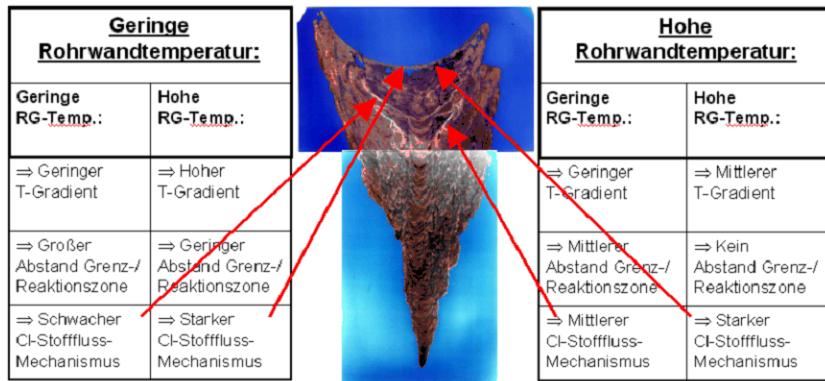 Geringe
Rohrwandtemperatur:
Geringe
RG-Temp.:
Hohe
RG-Temp.:
⇒ Geringer
T-Gradient
⇒ Hoher
T-Gradient
⇒ Großer
Abstand Grenz-/
Reaktionszone
⇒ Geringer
Abstand Grenz-/
Reaktionszone
⇒ Schwacher
Cl-Stofffluss-
Mechanismus
⇒ Starker
Cl-Stofffluss-
Mechanismus
Hohe
Rohrwandtemperatur:
Geringe
RG-Temp.:
Hohe
RG-Temp.:
⇒ Geringer
T-Gradient
⇒ Mittlerer
T-Gradient
⇒ Mittlerer
Abstand Grenz-/
Reaktionszone
⇒ Kein
Abstand Grenz-/
Reaktionszone
⇒ Mittlerer
Cl-Stofffluss-
Mechanismus
⇒ Starker
Cl-Stofffluss-
Mechanismus